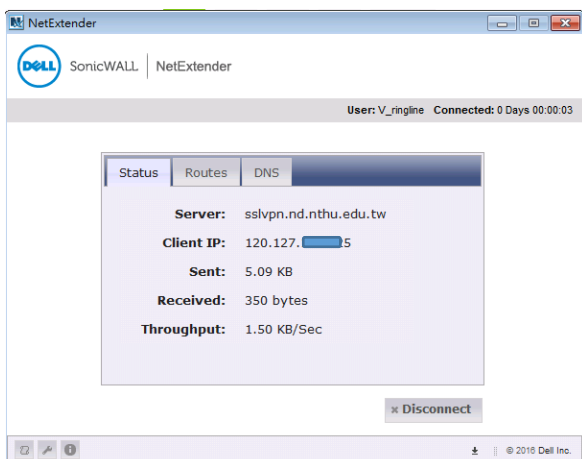 NetExtender
DELL SonicWALL | NetExtender
User: V_ringline Connected: 0 Days 00:00:03
Status Routes DNS
Server: sslvpn.nd.nthu.edu.tw
Client IP: 120.127. 5
Sent: 5.09 KB
Received: 350 bytes
Throughput: 1.50 KB/Sec
× Disconnect
© 2016 Dell Inc.